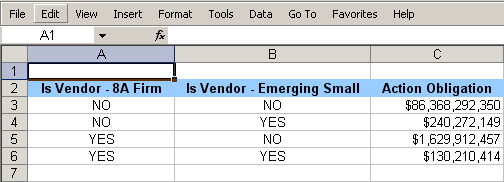 File Edit View Insert Format Tools Data Go To Favorites Help
A1 fx
A B C
1
2 Is Vendor - 8A Firm Is Vendor - Emerging Small Action Obligation
3 NO NO $86,368,292,350
4 NO YES $240,272,149
5 YES NO $1,629,912,457
6 YES YES $130,210,414
7